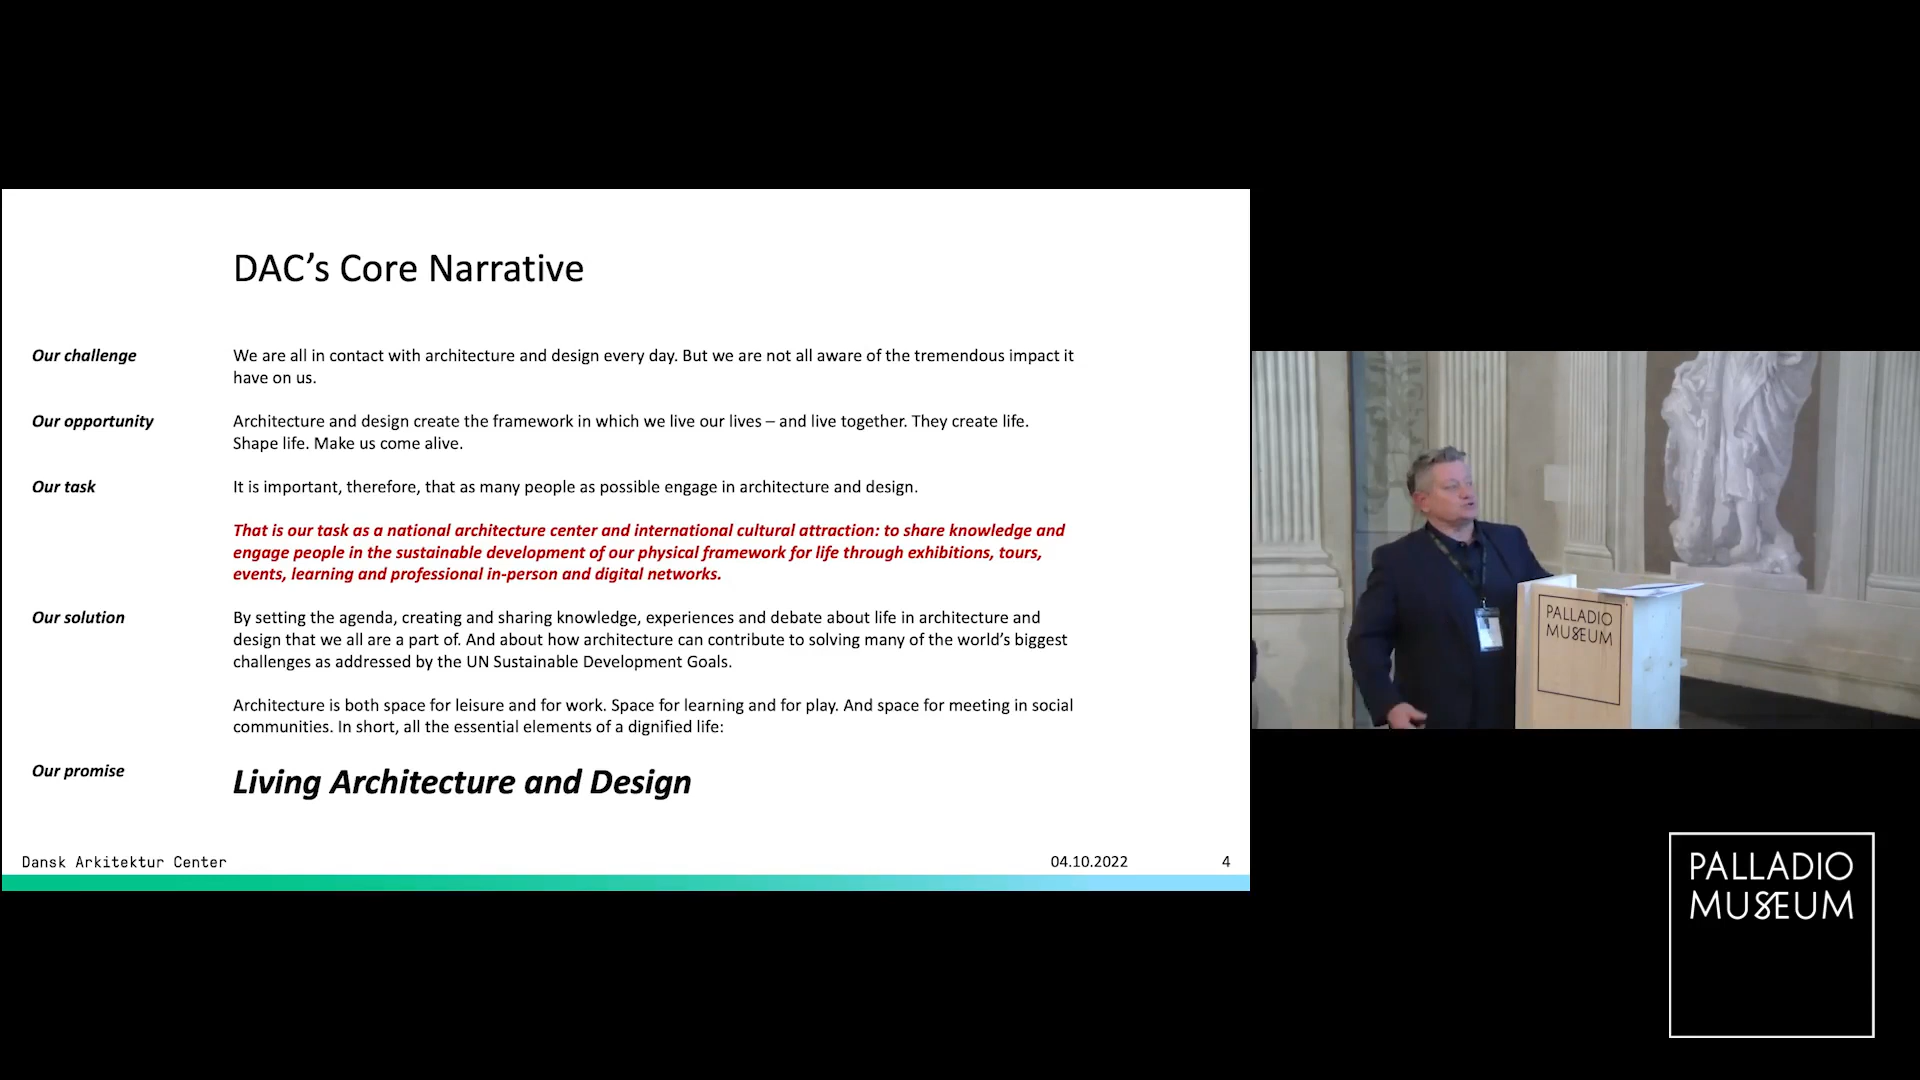 DAC’s Core Narrative
Our challenge
We are all in contact with architecture and design every day. But we are not all aware of the tremendous impact it
have on us.
Our opportunity
Architecture and design create the framework in which we live our lives – and live together. They create life.
Shape life. Make us come alive.
Our task
It is important, therefore, that as many people as possible engage in architecture and design.
That is our task as a national architecture center and international cultural attraction: to share knowledge and
engage people in the sustainable development of our physical framework for life through exhibitions, tours,
events, learning and professional in-person and digital networks.
Our solution
By setting the agenda, creating and sharing knowledge, experiences and debate about life in architecture and
design that we all are a part of. And about how architecture can contribute to solving many of the world’s biggest
challenges as addressed by the UN Sustainable Development Goals.
Architecture is both space for leisure and for work. Space for learning and for play. And space for meeting in social
communities. In short, all the essential elements of a dignified life:
Our promise
Living Architecture and Design
Dansk Arkitektur Center
04.10.2022
4
PALLADIO
MUSEUM
PALLADIO
MUSEUM